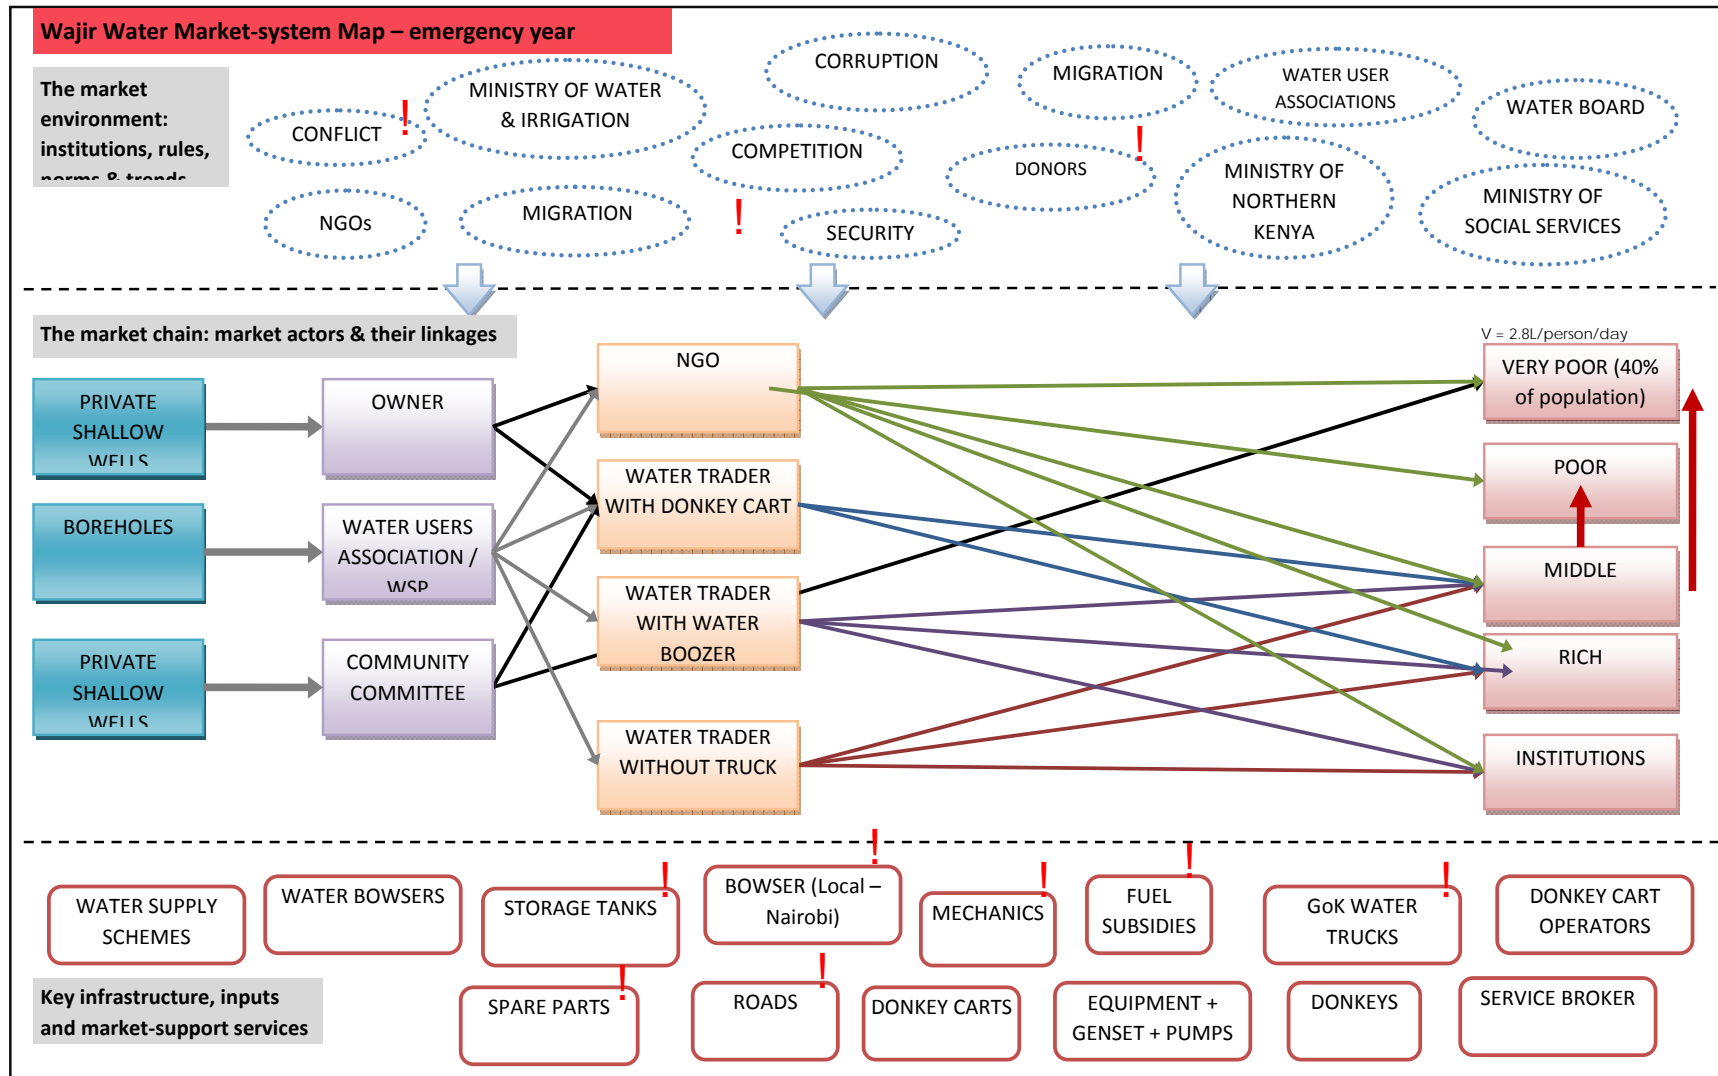 Wajir Water Market-system Map – emergency year
The market
environment:
institutions, rules,
norms & trends
CONFLICT
!
MINISTRY OF WATER
& IRRIGATION
CORRUPTION
MIGRATION
WATER USER
ASSOCIATIONS
WATER BOARD
COMPETITION
!
DONORS
MINISTRY OF
NORTHERN
KENYA
MINISTRY OF
SOCIAL SERVICES
NGOs
MIGRATION
!
SECURITY
The market chain: market actors & their linkages
V = 2.8L/person/day
PRIVATE
SHALLOW
WELLS
OWNER
NGO
VERY POOR (40%
of population)
WATER TRADER
WITH DONKEY CART
POOR
BOREHOLES
WATER USERS
ASSOCIATION /
WSP
WATER TRADER
WITH WATER
BOOZER
MIDDLE
PRIVATE
SHALLOW
WELLS
COMMUNITY
COMMITTEE
RICH
WATER TRADER
WITHOUT TRUCK
INSTITUTIONS
WATER SUPPLY
SCHEMES
WATER BOWSERS
STORAGE TANKS
!
BOWSER (Local –
Nairobi)
!
MECHANICS
!
FUEL
SUBSIDIES
!
GoK WATER
TRUCKS
!
DONKEY CART
OPERATORS
Key infrastructure, inputs
and market-support services
SPARE PARTS
!
ROADS
!
DONKEY CARTS
EQUIPMENT +
GENSET + PUMPS
DONKEYS
SERVICE BROKER